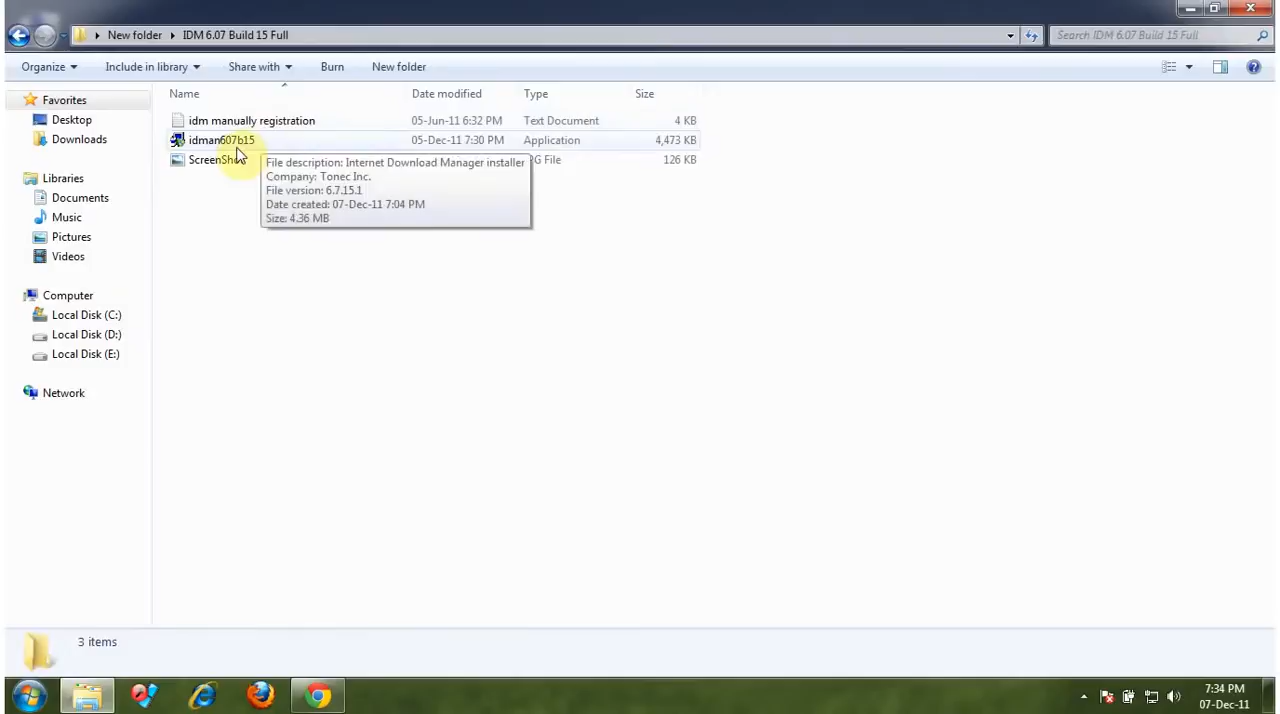 New folder IDM 6.07 Build 15 Full Search IDM 6.07 Build 15 Full
Organize Include in library Share with Burn New folder
Favorites
Desktop
Downloads
Libraries
Documents
Music
Pictures
Videos
Computer
Local Disk (C:)
Local Disk (D:)
Local Disk (E:)
Network
Name Date modified Type Size
idm manually registration 05-Jun-11 6:32 PM Text Document 4 KB
idman607b15 05-Dec-11 7:30 PM Application 4,473 KB
File 126 KB
File description: Internet Download Manager installer
Company: Tonec Inc.
File version: 6.7.15.1
Date created: 07-Dec-11 7:04 PM
Size: 4.36 MB
3 items
7:34 PM
07-Dec-11